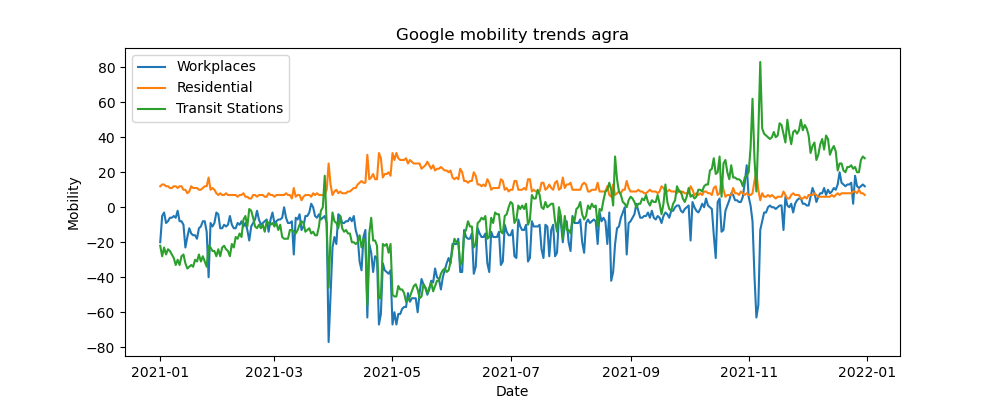 Google mobility trends agra
Workplaces
Residential
Transit Stations
Mobility
80
60
40
20
0
−20
−40
−60
−80
2021-01
2021-03
2021-05
2021-07
2021-09
2021-11
2022-01
Date